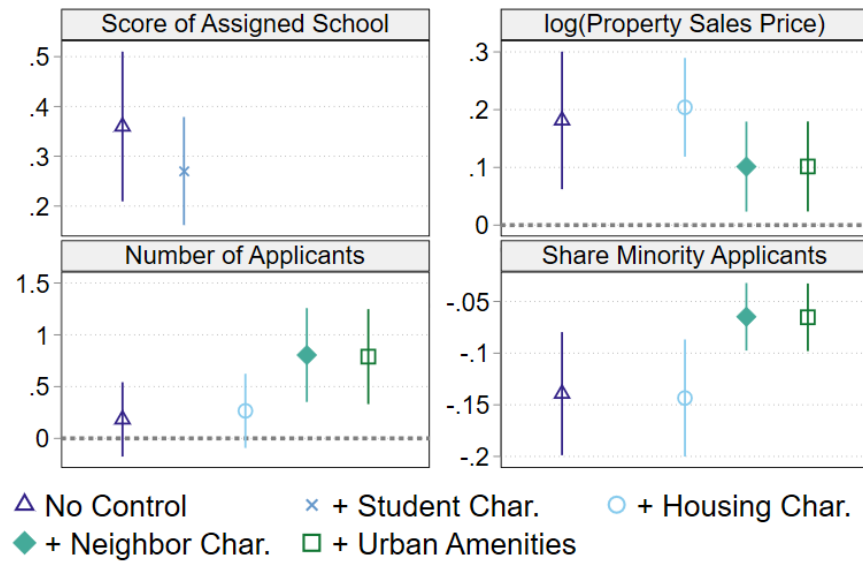 Score of Assigned School
.5
.4
.3
.2
log(Property Sales Price)
.3
.2
.1
0
Number of Applicants
1.5
1
.5
0
Share Minority Applicants
-.05
-.1
-.15
-.2
No Control
+ Student Char.
+ Housing Char.
+ Neighbor Char.
+ Urban Amenities